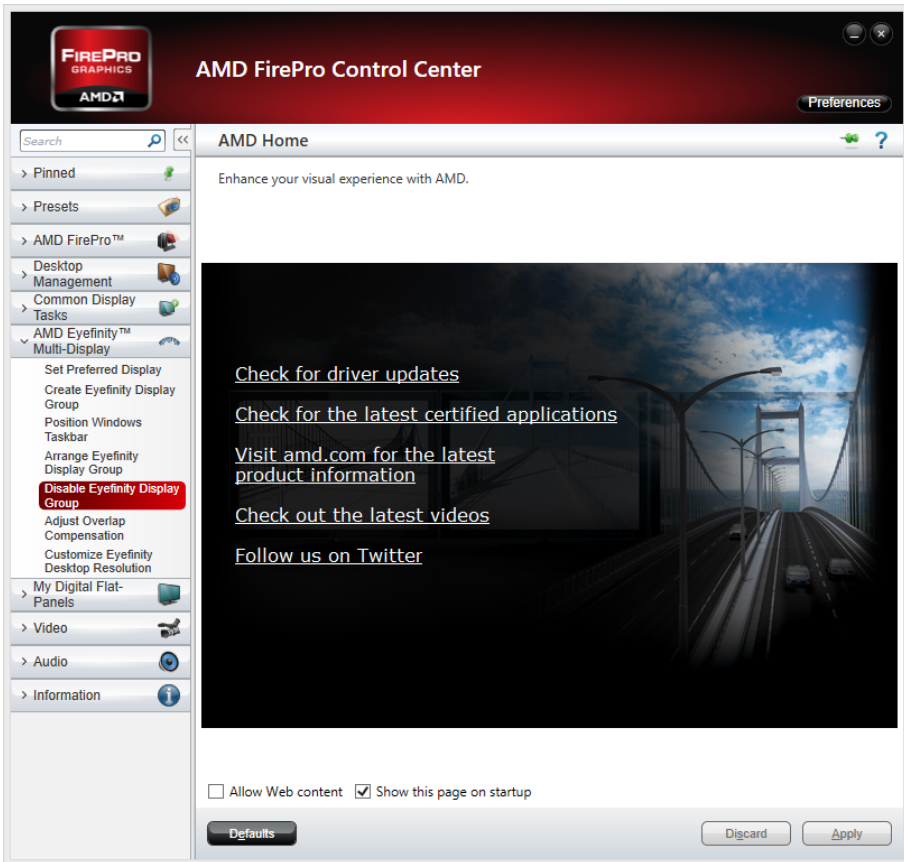 FIREPRO
GRAPHICS
AMD
AMD FirePro Control Center
Preferences
Search
<<
AMD Home
?
> Pinned
Enhance your visual experience with AMD.
> Presets
> AMD FirePro™
> Desktop
Management
> Common Display
Tasks
AMD Eyefinity™
Multi-Display
Set Preferred Display
Create Eyefinity Display
Group
Position Windows
Taskbar
Arrange Eyefinity
Display Group
Disable Eyefinity Display
Group
Adjust Overlap
Compensation
Customize Eyefinity
Desktop Resolution
> My Digital Flat-
Panels
> Video
> Audio
> Information
Check for driver updates
Check for the latest certified applications
Visit amd.com for the latest
product information
Check out the latest videos
Follow us on Twitter
Allow Web content
Show this page on startup
Defaults
Discard
Apply